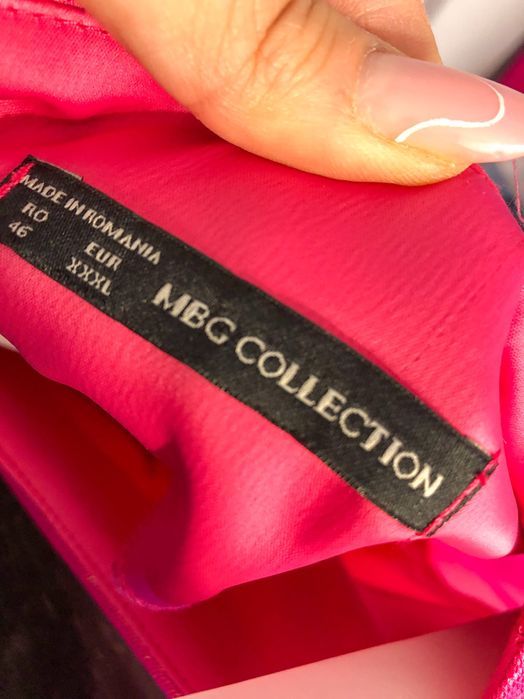 MADE IN ROMANIA
RO EUR
46 XXXL
MBG COLLECTION